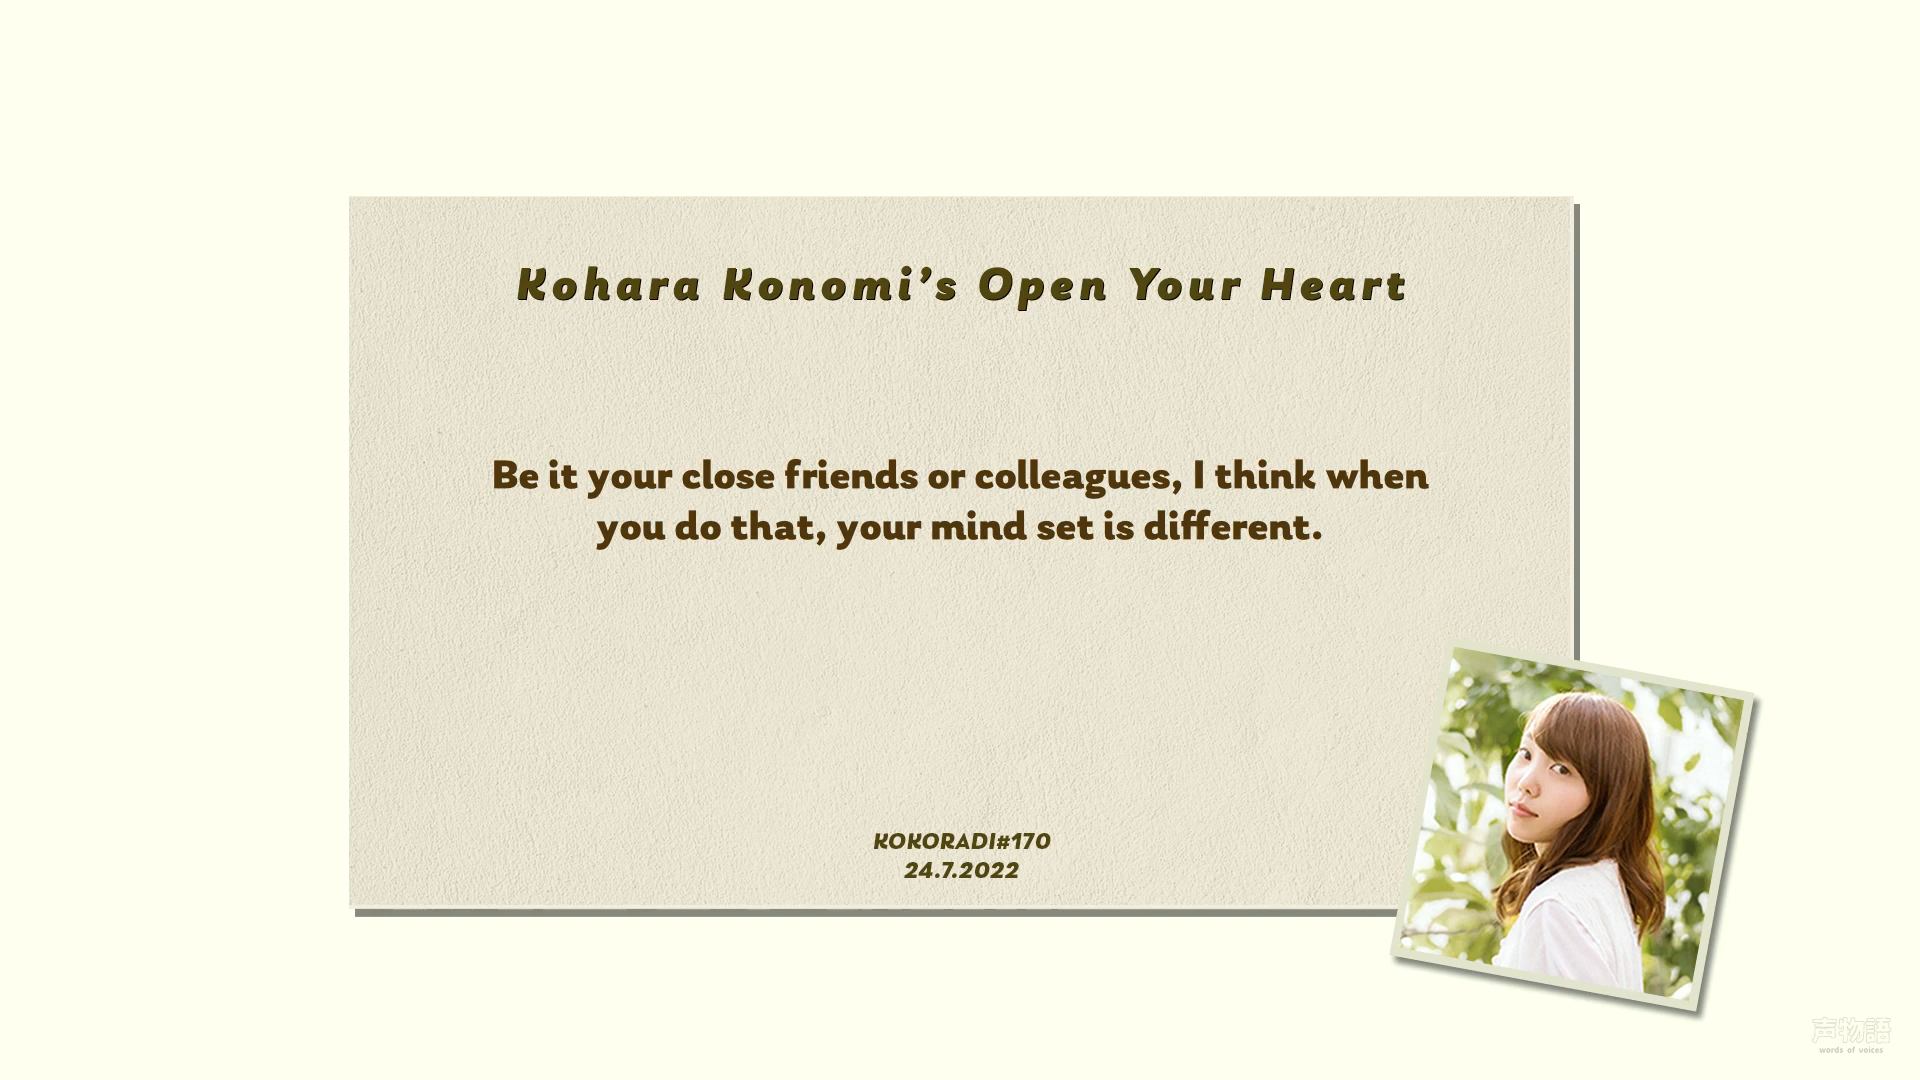 Kohara Konomi’s Open Your Heart
Be it your close friends or colleagues, I think when
you do that, your mind set is different.
KOKORADI#170
24.7.2022
声物語
words of voices